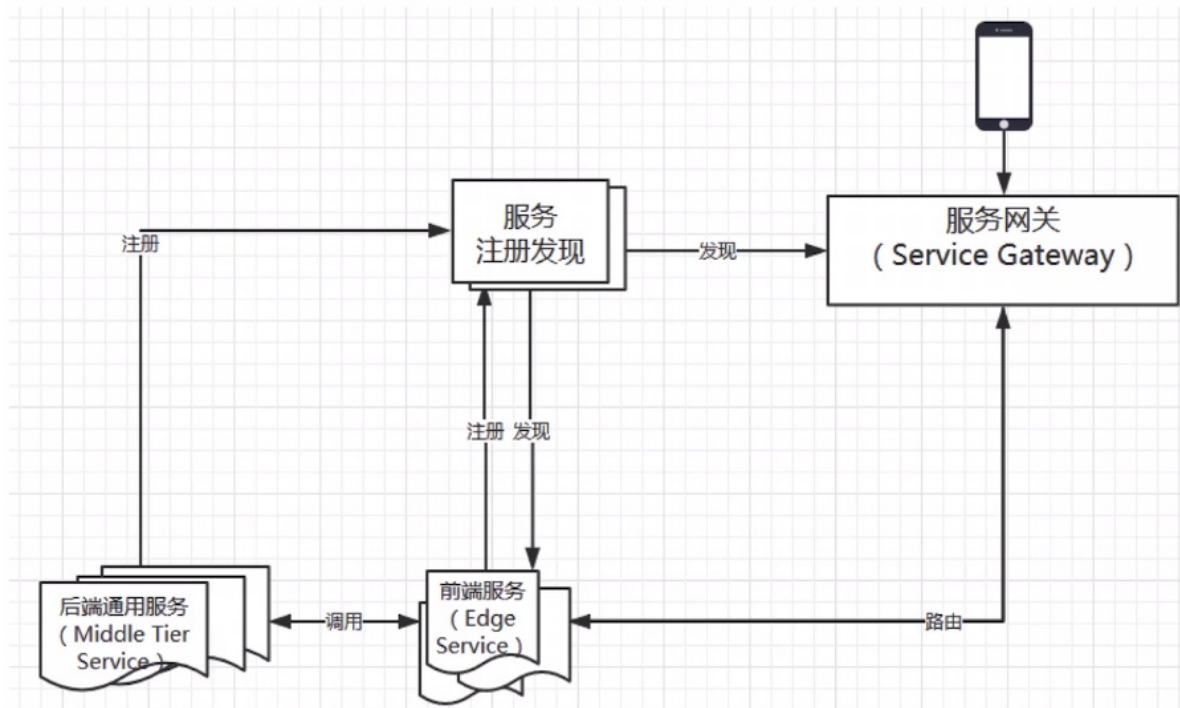 服务
注册发现
服务网关
（Service Gateway）
注册
发现
注册
发现
后端通用服务
（Middle Tier
Service）
调用
前端服务
（Edge
Service）
路由